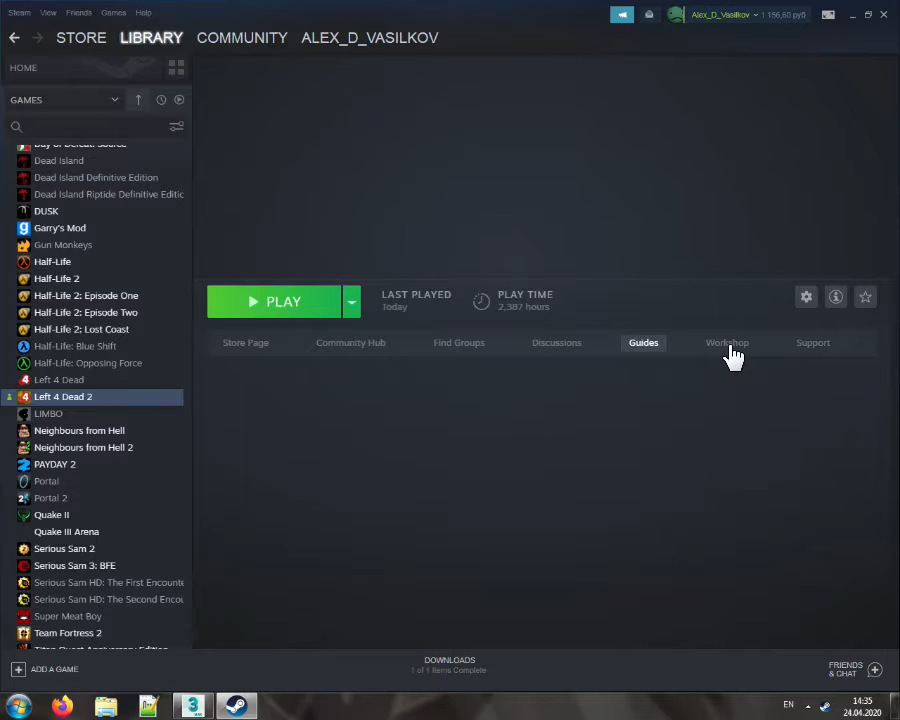 Steam View Friends Games Help
Alex_D_Vasilkov 1 156,60 руб
STORE LIBRARY COMMUNITY ALEX_D_VASILKOV
HOME
GAMES
Day of Defeat: Source
Dead Island
Dead Island Definitive Edition
Dead Island Riptide Definitive Editic
DUSK
Garry's Mod
Gun Monkeys
Half-Life
Half-Life 2
Half-Life 2: Episode One
Half-Life 2: Episode Two
Half-Life 2: Lost Coast
Half-Life: Blue Shift
Half-Life: Opposing Force
Left 4 Dead
Left 4 Dead 2
LIMBO
Neighbours from Hell
Neighbours from Hell 2
PAYDAY 2
Portal
Portal 2
Quake II
Quake III Arena
Serious Sam 2
Serious Sam 3: BFE
Serious Sam HD: The First Encounte
Serious Sam HD: The Second Encou
Super Meat Boy
Team Fortress 2
Titan Quest Anniversary Edition
PLAY
LAST PLAYED
Today
PLAY TIME
2,387 hours
Store Page Community Hub Find Groups Discussions Guides Workshop Support
ADD A GAME
DOWNLOADS
1 of 1 Items Complete
FRIENDS
& CHAT
EN
14:35
24.04.2020